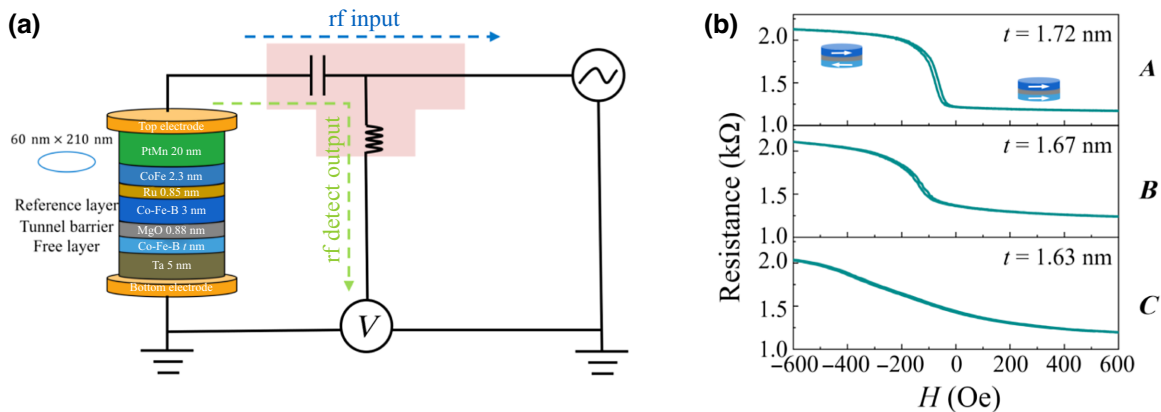 (a)
rf input
60 nm × 210 nm
Top electrode
PtMn 20 nm
CoFe 2.3 nm
Ru 0.85 nm
Co-Fe-B 3 nm
MgO 0.88 nm
Co-Fe-B t nm
Ta 5 nm
Bottom electrode
Reference layer
Tunnel barrier
Free layer
rf detect output
V
(b)
Resistance (kΩ)
2.0
1.5
1.0
t = 1.72 nm
A
2.0
1.5
1.0
t = 1.67 nm
B
2.0
1.5
1.0
t = 1.63 nm
C
−600 −400 −200 0 200 400 600
H (Oe)